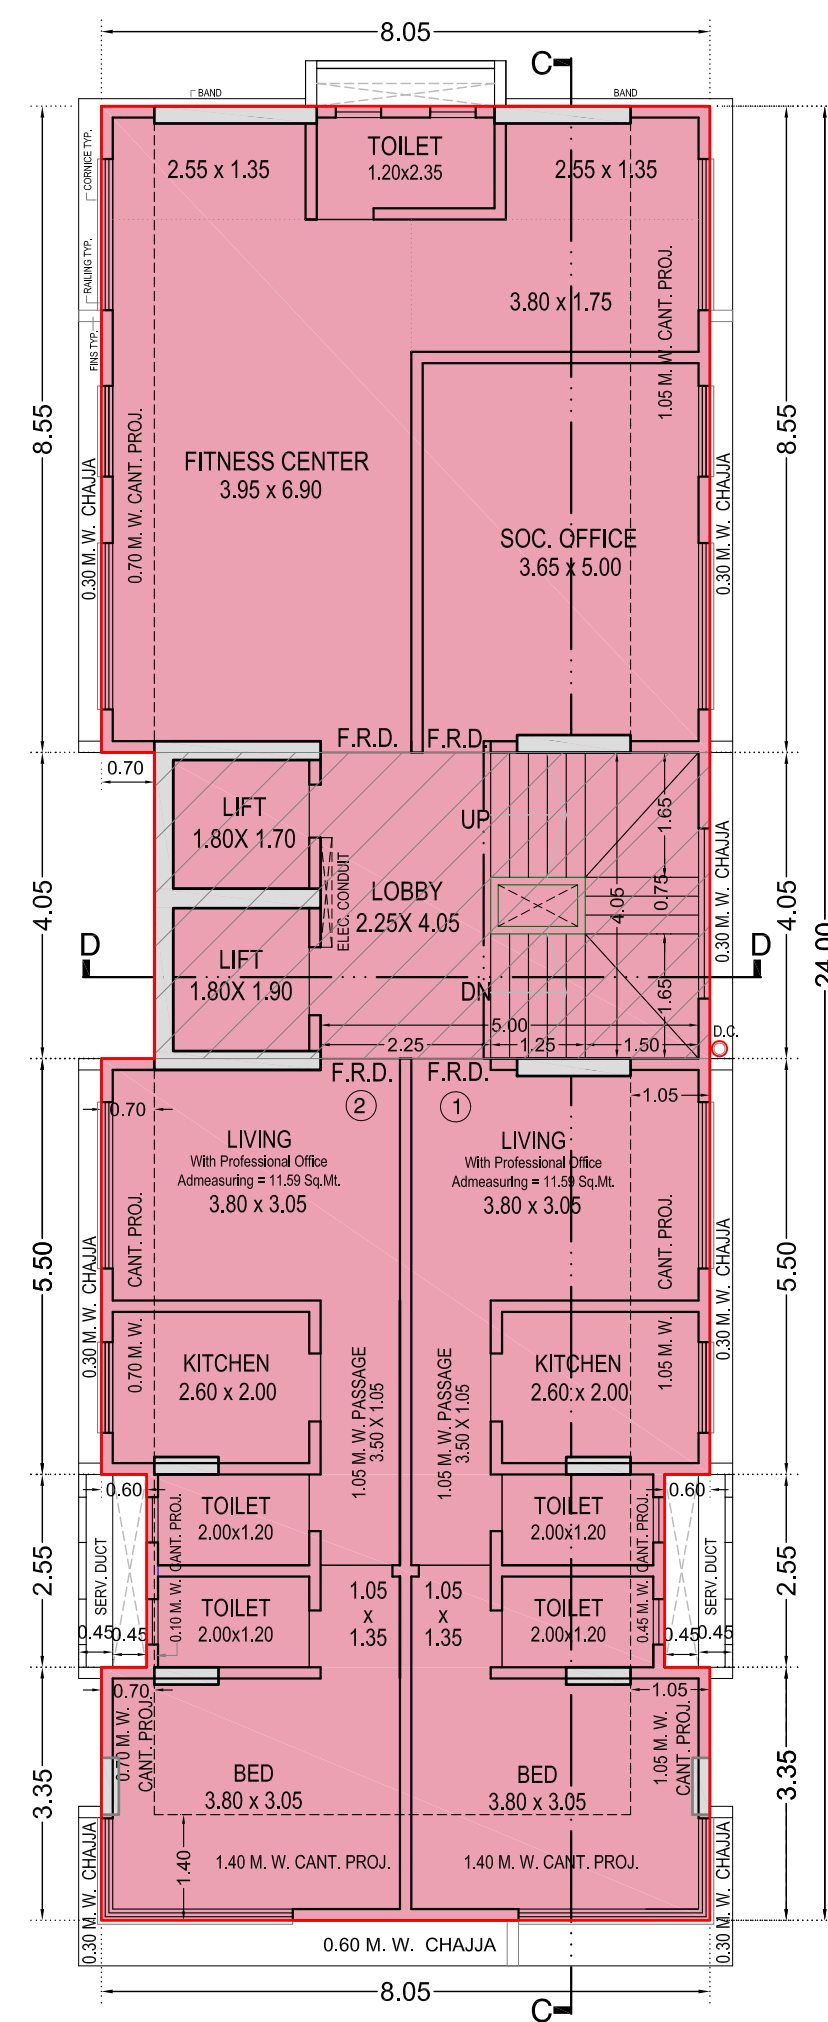 8.05
C
BAND
BAND
CORNICE TYP.
TOILET
1.20x2.35
2.55 x 1.35
2.55 x 1.35
RAILING TYP.
3.80 x 1.75
1.05 M. W. CANT. PROJ.
FINS TYP.
8.55
8.55
0.70 M. W. CANT. PROJ.
FITNESS CENTER
3.95 x 6.90
0.30 M. W. CHAJJA
SOC. OFFICE
3.65 x 5.00
0.30 M. W. CHAJJA
F.R.D.
F.R.D.
0.70
LIFT
1.80X 1.70
UP
1.65
4.05
LOBBY
2.25X 4.05
ELEC. CONDUIT
4.05
0.75
0.30 M. W. CHAJJA
4.05
24.00
D
D
LIFT
1.80X 1.90
DN
1.65
5.00
2.25
1.25
1.50
D.C.
F.R.D.
F.R.D.
2
1
0.70
1.05
LIVING
With Professional Office
Admeasuring = 11.59 Sq.Mt.
3.80 x 3.05
LIVING
With Professional Office
Admeasuring = 11.59 Sq.Mt.
3.80 x 3.05
5.50
5.50
0.30 M. W. CHAJJA
0.70 M. W. CANT. PROJ.
1.05 M. W. CANT. PROJ.
0.30 M. W. CHAJJA
KITCHEN
2.60 x 2.00
KITCHEN
2.60 x 2.00
1.05 M. W. PASSAGE
3.50 X 1.05
1.05 M. W. PASSAGE
3.50 X 1.05
0.60
0.60
TOILET
2.00x1.20
TOILET
2.00x1.20
2.55
2.55
SERV. DUCT
0.10 M. W. CANT. PROJ.
0.45 M. W. CANT. PROJ.
SERV. DUCT
TOILET
2.00x1.20
1.05
x
1.35
1.05
x
1.35
TOILET
2.00x1.20
0.45
0.45
0.45
0.45
0.70
1.05
0.70 M. W.
CANT. PROJ.
1.05 M. W.
CANT. PROJ.
3.35
3.35
BED
3.80 x 3.05
BED
3.80 x 3.05
1.40
1.40 M. W. CANT. PROJ.
1.40 M. W. CANT. PROJ.
0.30 M. W. CHAJJA
0.30 M. W. CHAJJA
0.60 M. W. CHAJJA
8.05
C